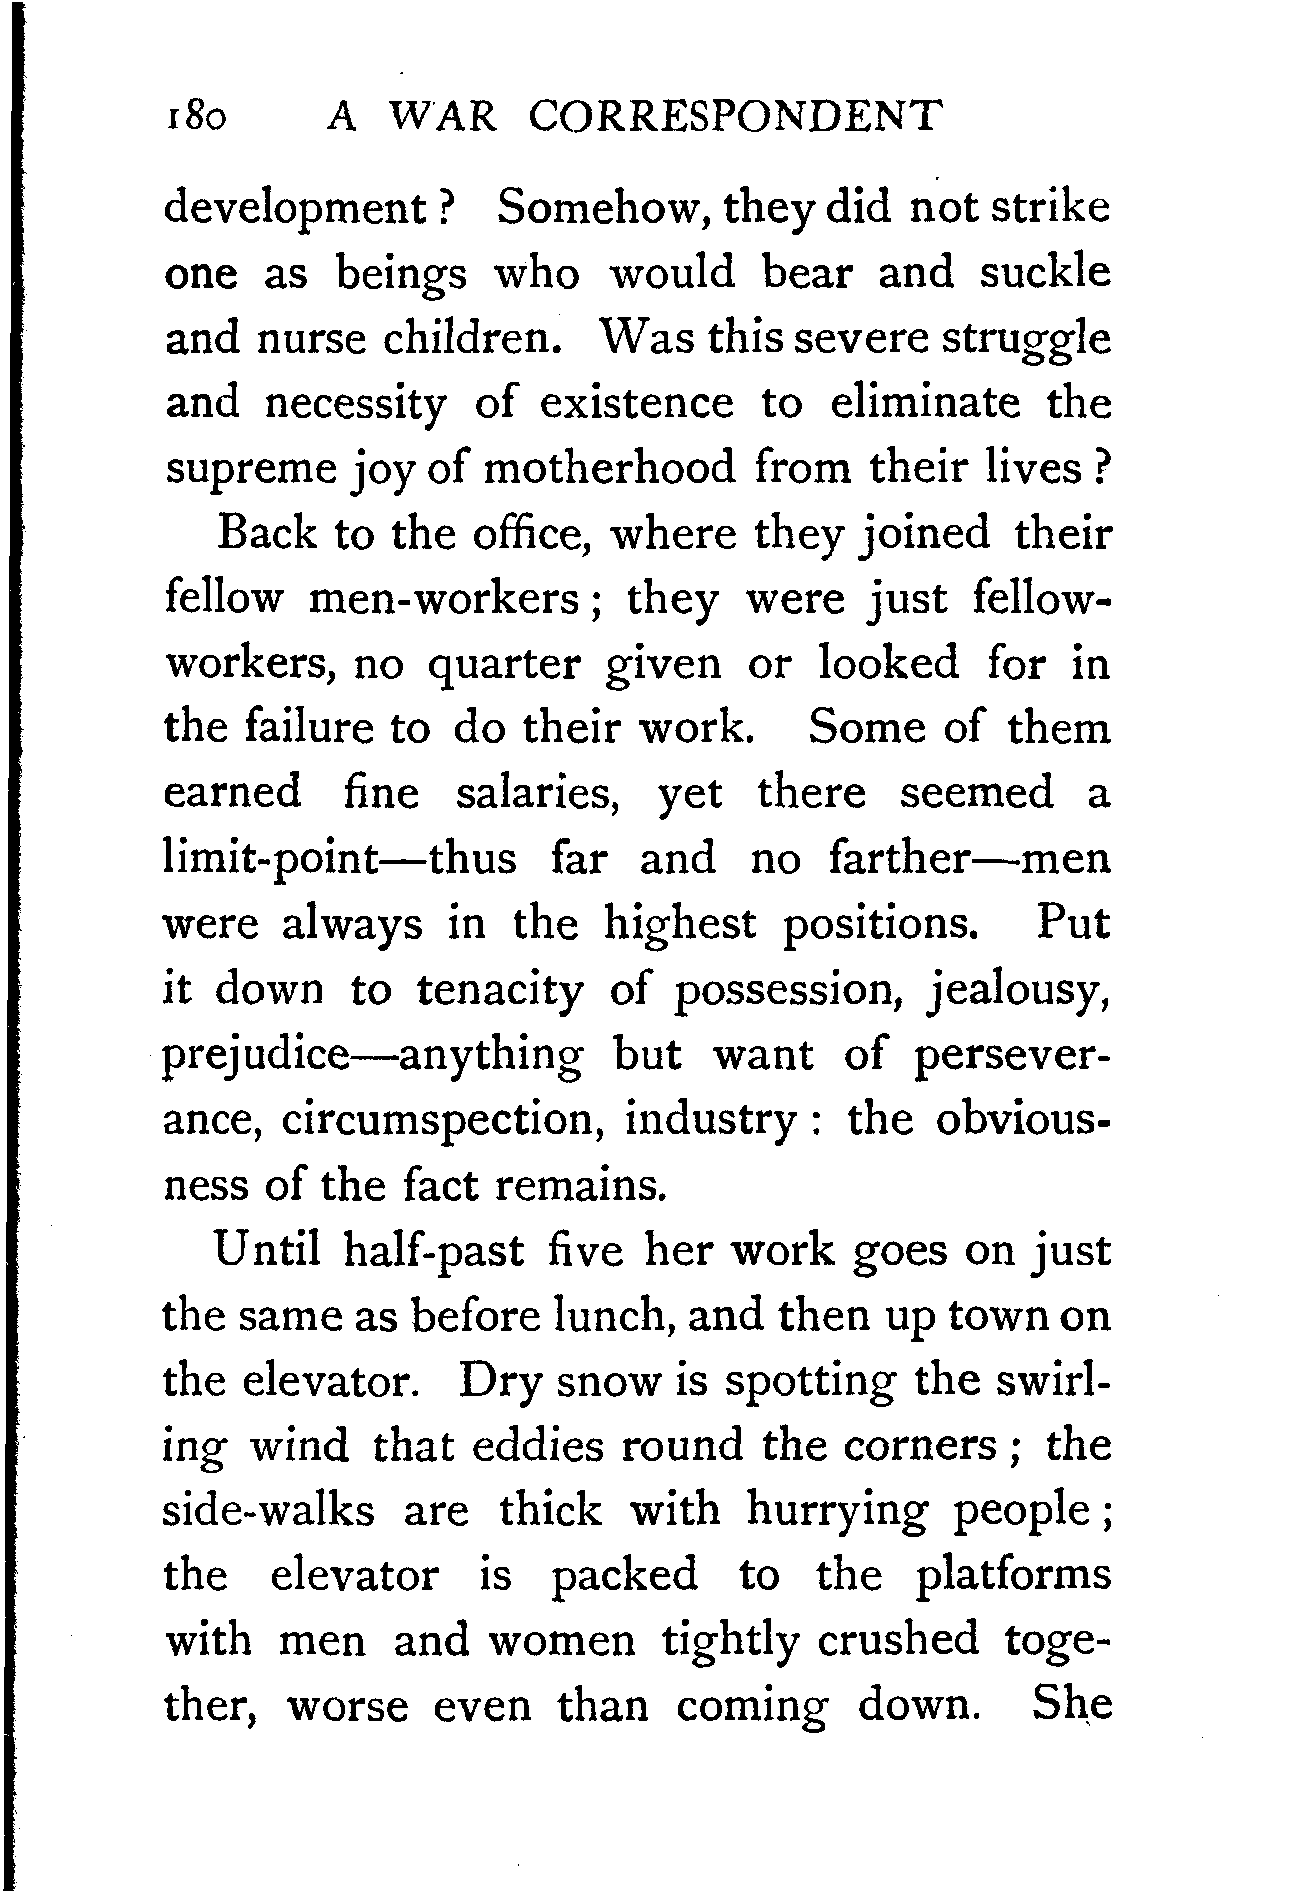 180 A WAR CORRESPONDENT
development ? Somehow, they did not strike
one as beings who would bear and suckle
and nurse children. Was this severe struggle
and necessity of existence to eliminate the
supreme joy of motherhood from their lives ?
Back to the office, where they joined their
fellow men-workers ; they were just fellow-
workers, no quarter given or looked for in
the failure to do their work. Some of them
earned fine salaries, yet there seemed a
limit-point—thus far and no farther—men
were always in the highest positions. Put
it down to tenacity of possession, jealousy,
prejudice—anything but want of persever-
ance, circumspection, industry : the obvious-
ness of the fact remains.
Until half-past five her work goes on just
the same as before lunch, and then up town on
the elevator. Dry snow is spotting the swirl-
ing wind that eddies round the corners ; the
side-walks are thick with hurrying people ;
the elevator is packed to the platforms
with men and women tightly crushed toge-
ther, worse even than coming down. She